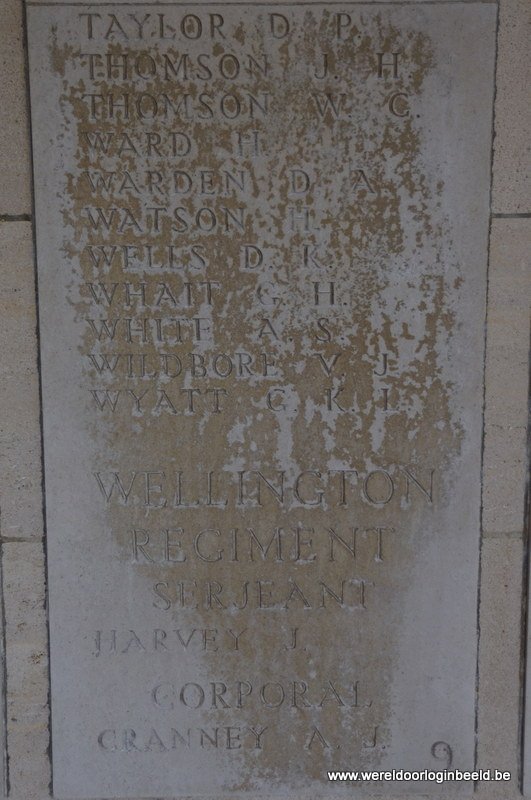 TAYLOR D. P.
THOMSON J. H.
THOMSON W. C.
WARD H.
WARDEN D. A.
WATSON H.
WELLS D. K.
WHAIT G. H.
WHITE A. S.
WILDBORE V. J.
WYATT G. K. I.
WELLINGTON
REGIMENT
SERJEANT
HARVEY J.
CORPORAL
CRANNEY A. J.
9
www.wereldoorloginbeeld.be